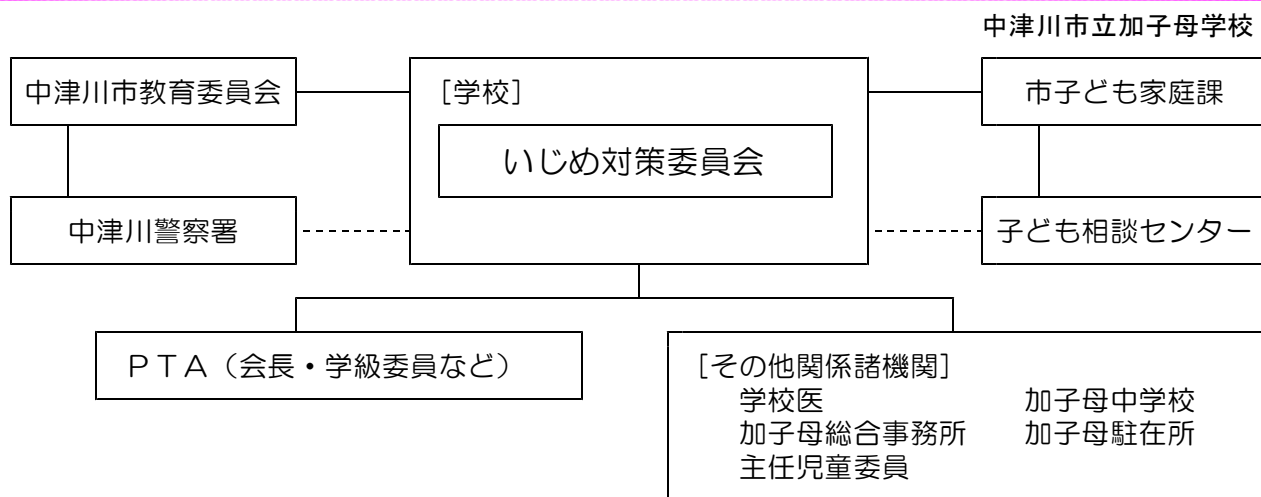 中津川市立加子母学校
中津川市教育委員会
[学校]
市子ども家庭課
いじめ対策委員会
中津川警察署
子ども相談センター
ＰＴＡ（会長・学級委員など）
[その他関係諸機関]
学校医　加子母中学校
加子母総合事務所　加子母駐在所
主任児童委員